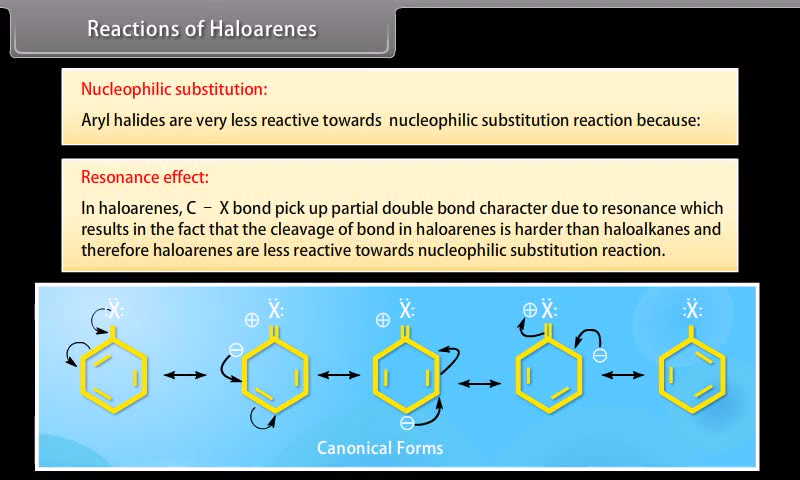 Reactions of Haloarenes
Nucleophilic substitution:
Aryl halides are very less reactive towards nucleophilic substitution reaction because:
Resonance effect:
In haloarenes, C – X bond pick up partial double bond character due to resonance which
results in the fact that the cleavage of bond in haloarenes is harder than haloalkanes and
therefore haloarenes are less reactive towards nucleophilic substitution reaction.
:Ẍ: ⊕ Ẍ: ⊕ Ẍ: ⊕ Ẍ: :Ẍ:
⊖ ⊖
⊖
Canonical Forms